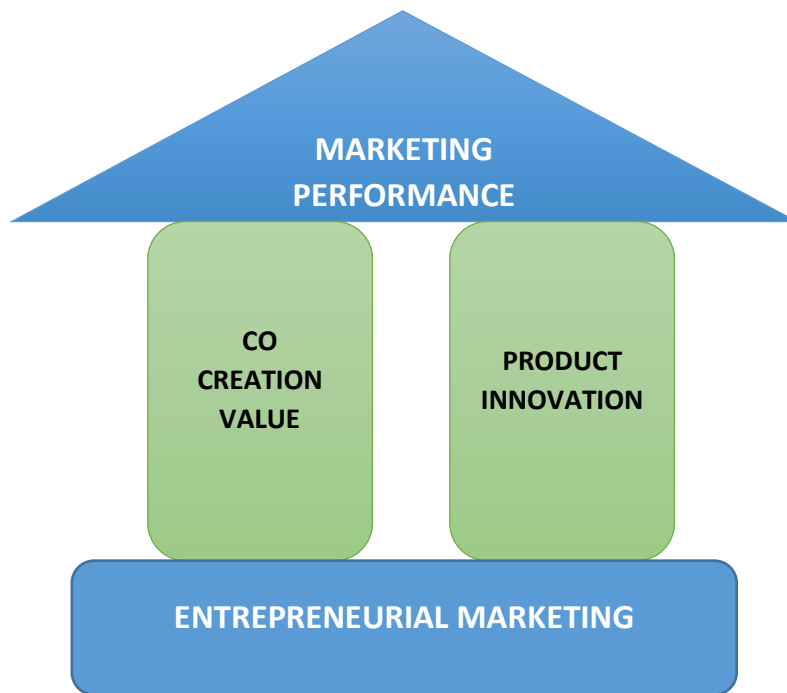 MARKETING
PERFORMANCE
CO
CREATION
VALUE
PRODUCT
INNOVATION
ENTREPRENEURIAL MARKETING